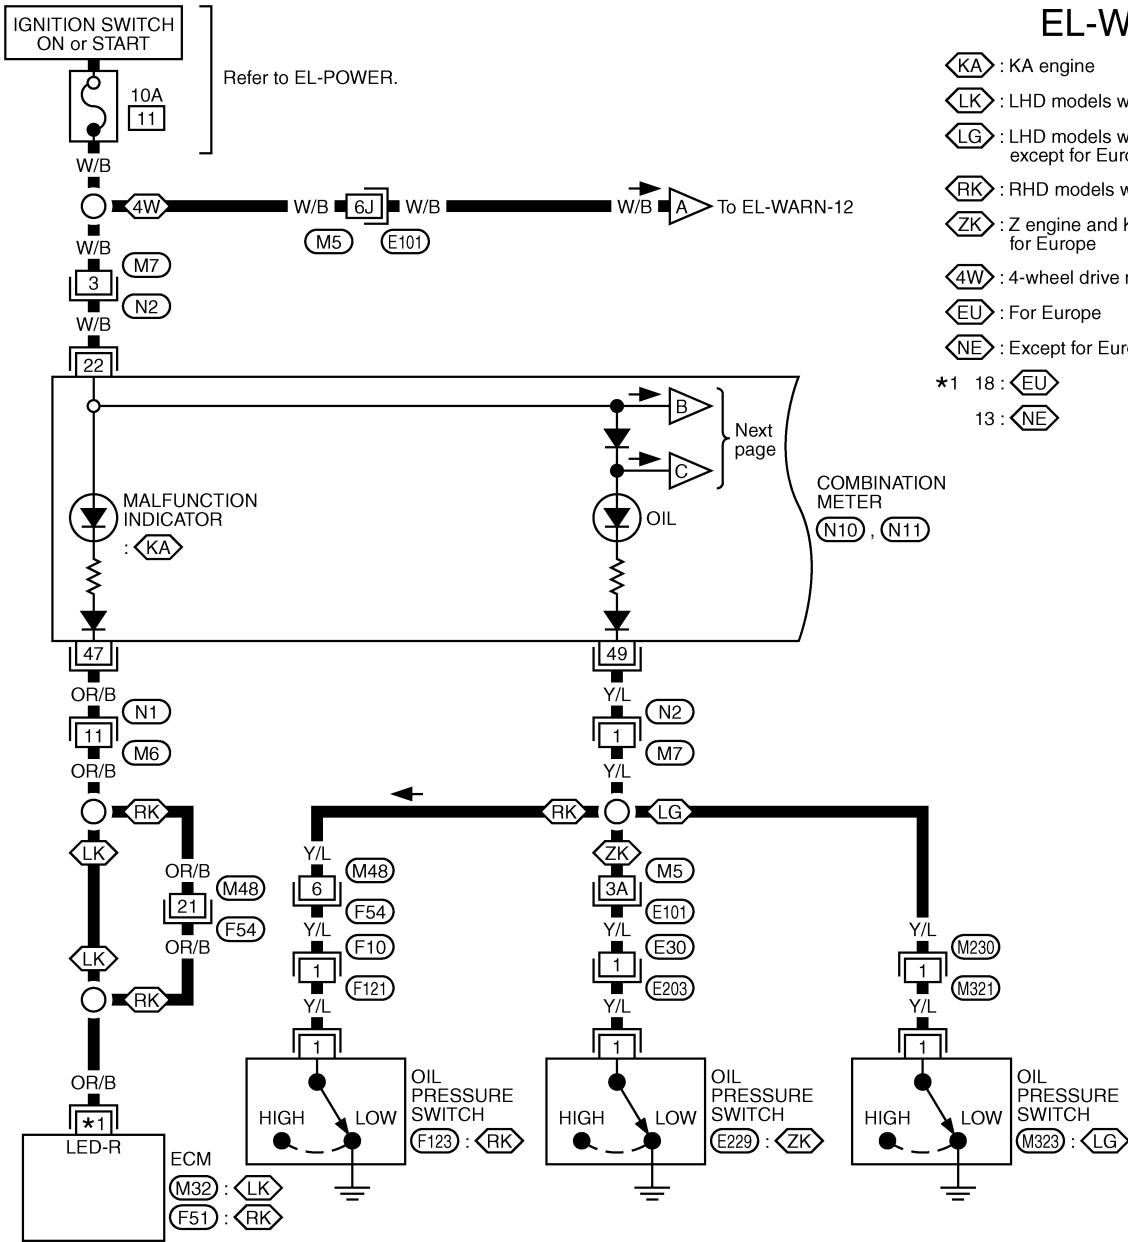 IGNITION SWITCH
ON or START
EL-W
Refer to EL-POWER.
10A
11
W/B
4W
W/B
6J
W/B
W/B
A
To EL-WARN-12
M5
E101
W/B
M7
3
N2
W/B
22
KA : KA engine
LK : LHD models w
LG : LHD models w
except for Euro
RK : RHD models w
ZK : Z engine and K
for Europe
4W : 4-wheel drive
EU : For Europe
NE : Except for Eur
*1 18 : EU
13 : NE
B
C
Next
page
MALFUNCTION
INDICATOR
: KA
OIL
COMBINATION
METER
N10 , N11
47
49
OR/B
N1
11
M6
OR/B
Y/L
N2
1
M7
Y/L
RK
RK
LG
LK
ZK
OR/B
M48
21
F54
OR/B
LK
RK
Y/L
M48
6
F54
Y/L
F10
1
F121
Y/L
1
M5
3A
E101
Y/L
E30
1
E203
Y/L
1
Y/L
M230
1
M321
Y/L
1
OR/B
*1
LED-R
ECM
M32 : LK
F51 : RK
HIGH
LOW
OIL
PRESSURE
SWITCH
F123 : RK
HIGH
LOW
OIL
PRESSURE
SWITCH
E229 : ZK
HIGH
LOW
OIL
PRESSURE
SWITCH
M323 : LG